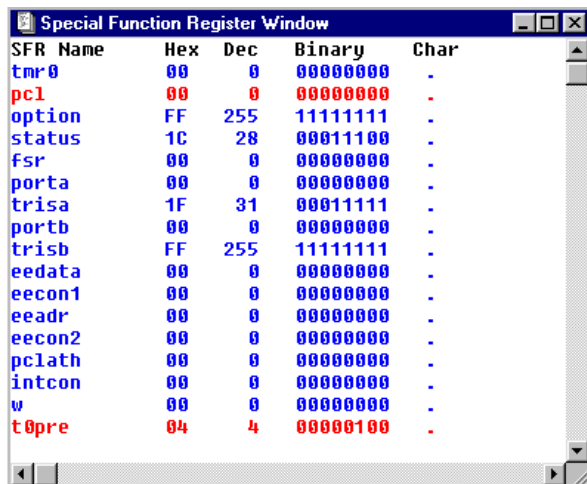 Special Function Register Window
SFR Name Hex Dec Binary Char
tmr0 00 0 00000000 .
pcl 00 0 00000000 .
option FF 255 11111111 .
status 1C 28 00011100 .
fsr 00 0 00000000 .
porta 00 0 00000000 .
trisa 1F 31 00011111 .
portb 00 0 00000000 .
trisb FF 255 11111111 .
eedata 00 0 00000000 .
eecon1 00 0 00000000 .
eeadr 00 0 00000000 .
eecon2 00 0 00000000 .
pclath 00 0 00000000 .
intcon 00 0 00000000 .
w 00 0 00000000 .
t0pre 04 4 00000100 .